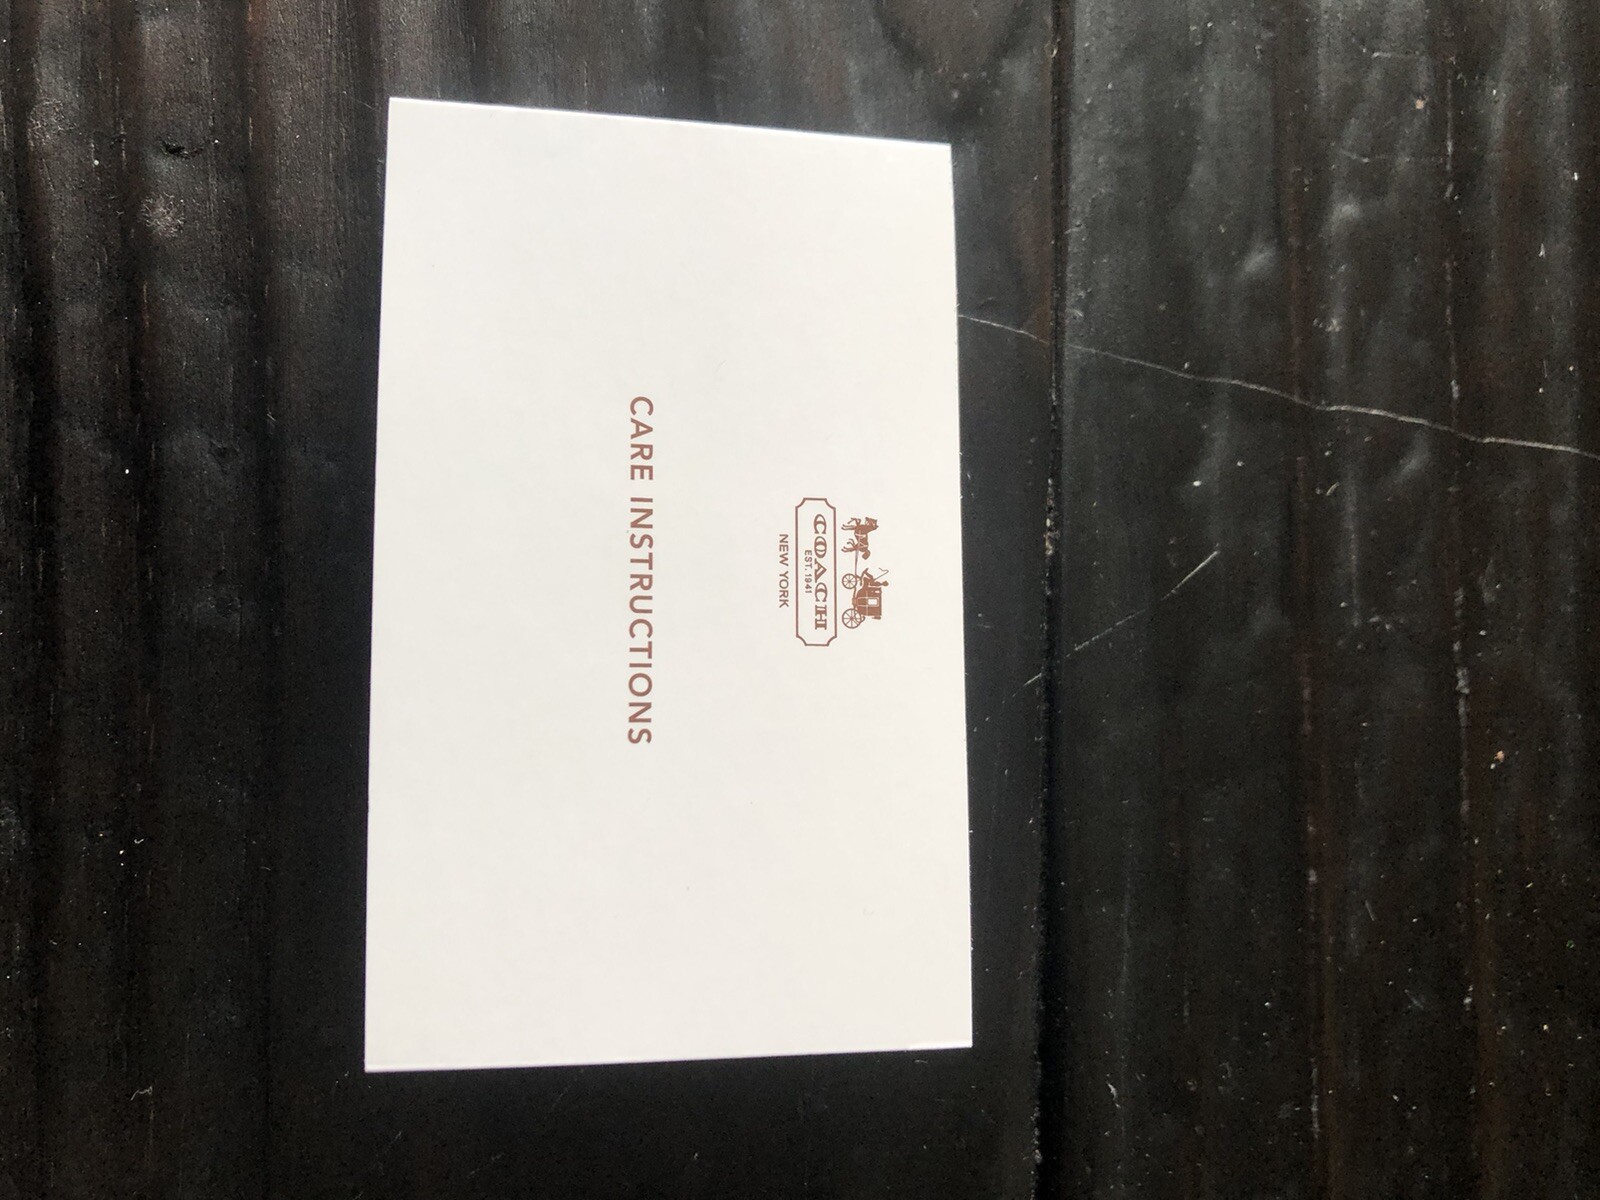 COACH
EST. 1941
NEW YORK
CARE INSTRUCTIONS